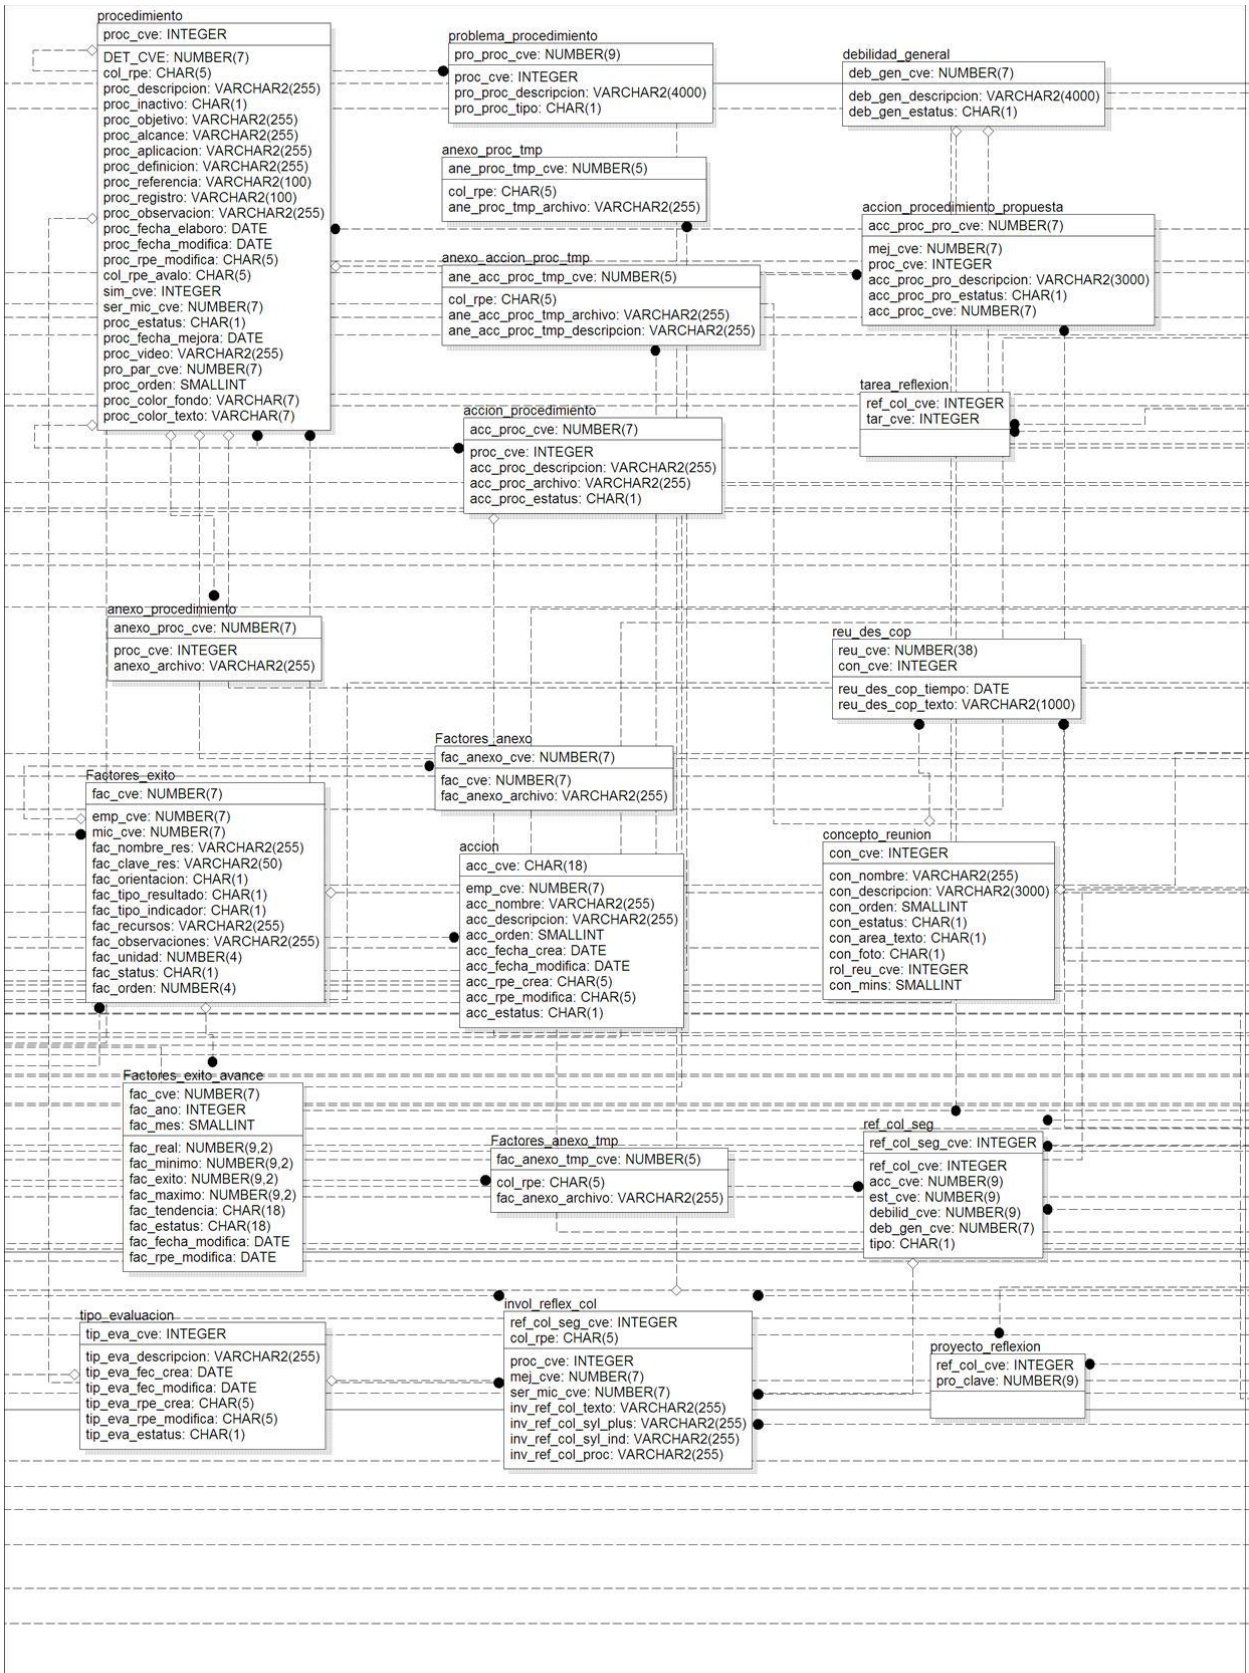 procedimiento
proc_cve: INTEGER
DET_CVE: NUMBER(7)
col_rpe: CHAR(5)
proc_descripcion: VARCHAR2(255)
proc_inactivo: CHAR(1)
proc_objetivo: VARCHAR2(255)
proc_alcance: VARCHAR2(255)
proc_aplicacion: VARCHAR2(255)
proc_definicion: VARCHAR2(255)
proc_referencia: VARCHAR2(100)
proc_registro: VARCHAR2(100)
proc_observacion: VARCHAR2(255)
proc_fecha_elaboro: DATE
proc_fecha_modifica: DATE
proc_rpe_modifica: CHAR(5)
col_rpe_avalo: CHAR(5)
sim_cve: INTEGER
ser_mic_cve: NUMBER(7)
proc_estatus: CHAR(1)
proc_fecha_mejora: DATE
proc_video: VARCHAR2(255)
pro_par_cve: NUMBER(7)
proc_orden: SMALLINT
proc_color_fondo: VARCHAR(7)
proc_color_texto: VARCHAR(7)
problema_procedimiento
pro_proc_cve: NUMBER(9)
proc_cve: INTEGER
pro_proc_descripcion: VARCHAR2(4000)
pro_proc_tipo: CHAR(1)
debilidad_general
deb_gen_cve: NUMBER(7)
deb_gen_descripcion: VARCHAR2(4000)
deb_gen_estatus: CHAR(1)
anexo_proc_tmp
ane_proc_tmp_cve: NUMBER(5)
col_rpe: CHAR(5)
ane_proc_tmp_archivo: VARCHAR2(255)
accion_procedimiento_propuesta
acc_proc_pro_cve: NUMBER(7)
mej_cve: NUMBER(7)
proc_cve: INTEGER
acc_proc_pro_descripcion: VARCHAR2(3000)
acc_proc_pro_estatus: CHAR(1)
acc_proc_cve: NUMBER(7)
anexo_accion_proc_tmp
ane_acc_proc_tmp_cve: NUMBER(5)
col_rpe: CHAR(5)
ane_acc_proc_tmp_archivo: VARCHAR2(255)
ane_acc_proc_tmp_descripcion: VARCHAR2(255)
tarea_reflexion
ref_col_cve: INTEGER
tar_cve: INTEGER
accion_procedimiento
acc_proc_cve: NUMBER(7)
proc_cve: INTEGER
acc_proc_descripcion: VARCHAR2(255)
acc_proc_archivo: VARCHAR2(255)
acc_proc_estatus: CHAR(1)
anexo_procedimiento
anexo_proc_cve: NUMBER(7)
proc_cve: INTEGER
anexo_archivo: VARCHAR2(255)
reu_des_cop
reu_cve: NUMBER(38)
con_cve: INTEGER
reu_des_cop_tiempo: DATE
reu_des_cop_texto: VARCHAR2(1000)
Factores_anexo
fac_anexo_cve: NUMBER(7)
fac_cve: NUMBER(7)
fac_anexo_archivo: VARCHAR2(255)
Factores_exito
fac_cve: NUMBER(7)
emp_cve: NUMBER(7)
mic_cve: NUMBER(7)
fac_nombre_res: VARCHAR2(255)
fac_clave_res: VARCHAR2(50)
fac_orientacion: CHAR(1)
fac_tipo_resultado: CHAR(1)
fac_tipo_indicador: CHAR(1)
fac_recursos: VARCHAR2(255)
fac_observaciones: VARCHAR2(255)
fac_unidad: NUMBER(4)
fac_status: CHAR(1)
fac_orden: NUMBER(4)
accion
acc_cve: CHAR(18)
emp_cve: NUMBER(7)
acc_nombre: VARCHAR2(255)
acc_descripcion: VARCHAR2(255)
acc_orden: SMALLINT
acc_fecha_crea: DATE
acc_fecha_modifica: DATE
acc_rpe_crea: CHAR(5)
acc_rpe_modifica: CHAR(5)
acc_estatus: CHAR(1)
concepto_reunion
con_cve: INTEGER
con_nombre: VARCHAR2(255)
con_descripcion: VARCHAR2(3000)
con_orden: SMALLINT
con_estatus: CHAR(1)
con_area_texto: CHAR(1)
con_foto: CHAR(1)
rol_reu_cve: INTEGER
con_mins: SMALLINT
Factores_exito_avance
fac_cve: NUMBER(7)
fac_ano: INTEGER
fac_mes: SMALLINT
fac_real: NUMBER(9,2)
fac_minimo: NUMBER(9,2)
fac_exito: NUMBER(9,2)
fac_maximo: NUMBER(9,2)
fac_tendencia: CHAR(18)
fac_estatus: CHAR(18)
fac_fecha_modifica: DATE
fac_rpe_modifica: DATE
Factores_anexo_tmp
fac_anexo_tmp_cve: NUMBER(5)
col_rpe: CHAR(5)
fac_anexo_archivo: VARCHAR2(255)
ref_col_seg
ref_col_seg_cve: INTEGER
ref_col_cve: INTEGER
acc_cve: NUMBER(9)
est_cve: NUMBER(9)
debilid_cve: NUMBER(9)
deb_gen_cve: NUMBER(7)
tipo: CHAR(1)
tipo_evaluacion
tip_eva_cve: INTEGER
tip_eva_descripcion: VARCHAR2(255)
tip_eva_fec_crea: DATE
tip_eva_fec_modifica: DATE
tip_eva_rpe_crea: CHAR(5)
tip_eva_rpe_modifica: CHAR(5)
tip_eva_estatus: CHAR(1)
invol_reflex_col
ref_col_seg_cve: INTEGER
col_rpe: CHAR(5)
proc_cve: INTEGER
mej_cve: NUMBER(7)
ser_mic_cve: NUMBER(7)
inv_ref_col_texto: VARCHAR2(255)
inv_ref_col_syl_plus: VARCHAR2(255)
inv_ref_col_syl_ind: VARCHAR2(255)
inv_ref_col_proc: VARCHAR2(255)
proyecto_reflexion
ref_col_cve: INTEGER
pro_clave: NUMBER(9)